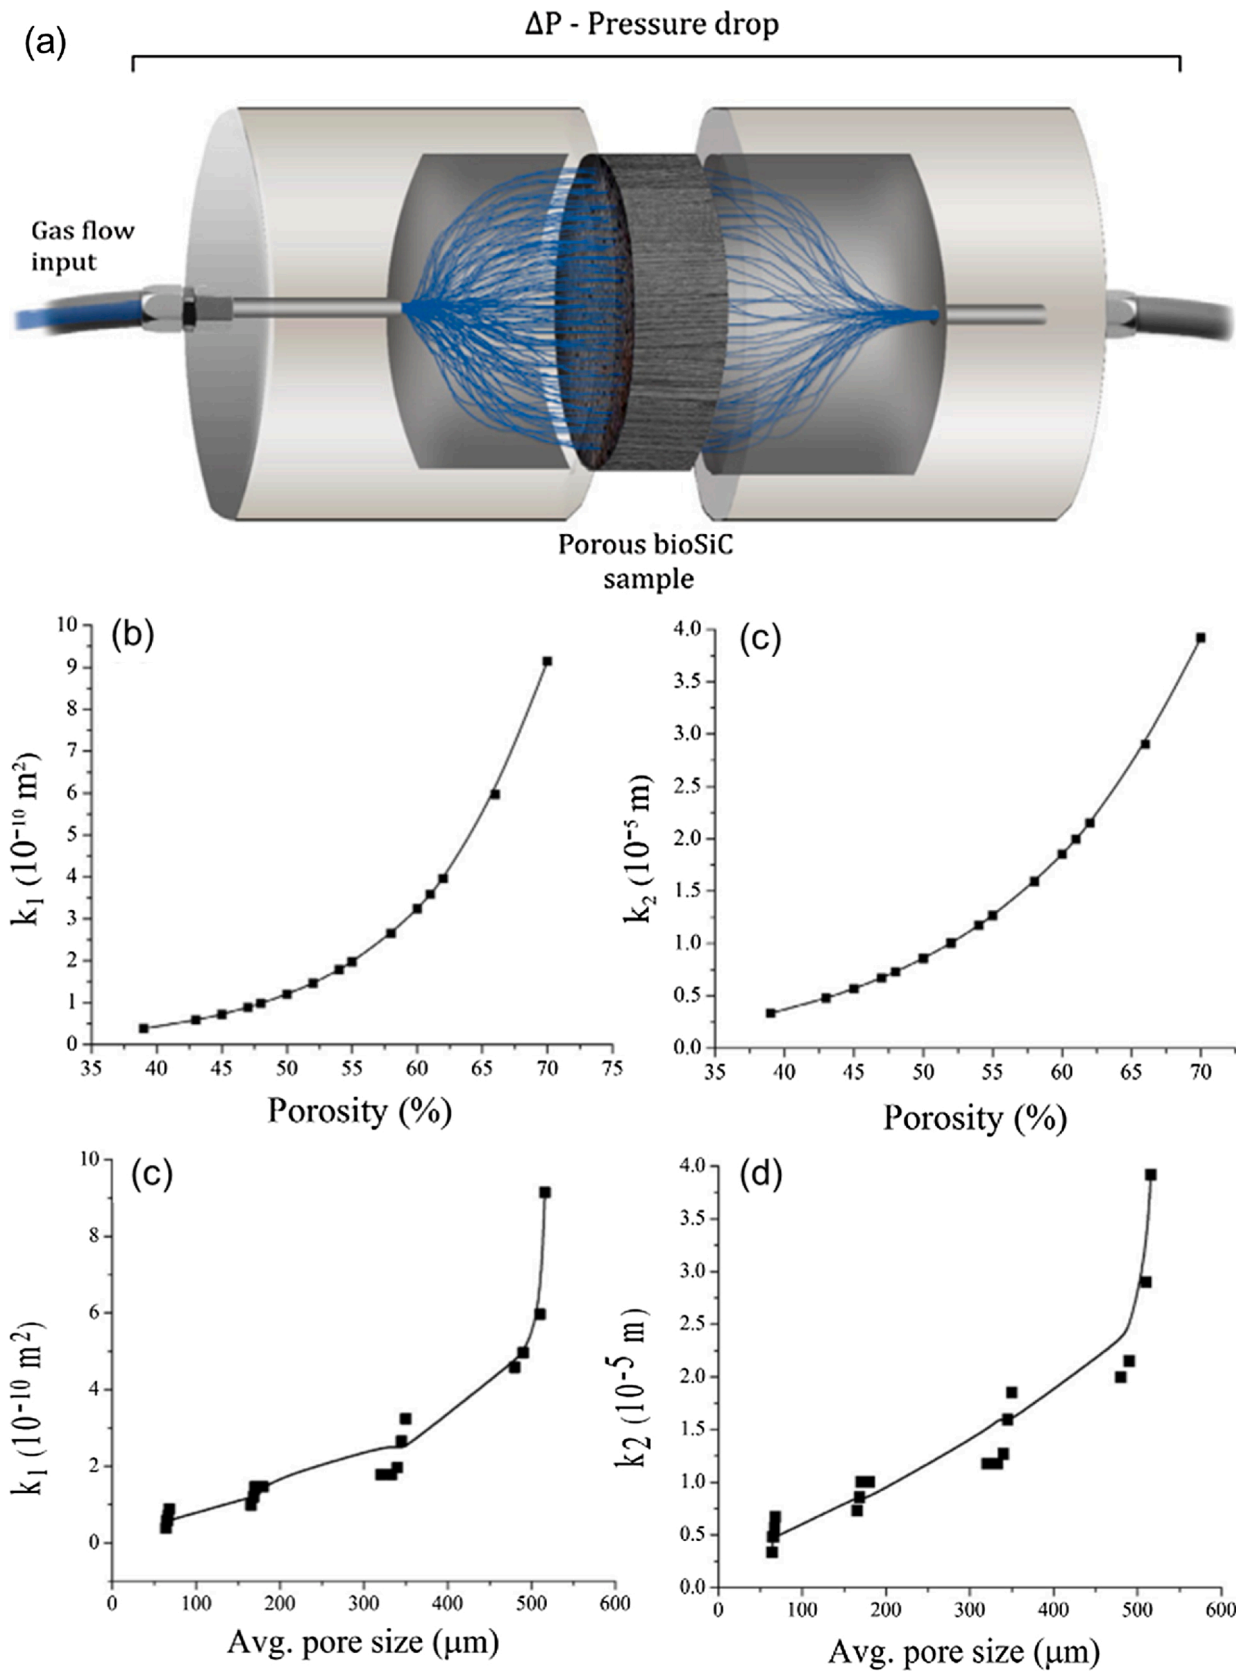 (a)
ΔP - Pressure drop
Gas flow
input
Porous bioSiC
sample
(b)
k₁ (10⁻¹⁰ m²)
10
9
8
7
6
5
4
3
2
1
0
35 40 45 50 55 60 65 70 75
Porosity (%)
(c)
k₂ (10⁻⁵ m)
4.0
3.5
3.0
2.5
2.0
1.5
1.0
0.5
0.0
35 40 45 50 55 60 65 70
Porosity (%)
(c)
k₁ (10⁻¹⁰ m²)
10
8
6
4
2
0
0 100 200 300 400 500 600
Avg. pore size (μm)
(d)
k2 (10⁻⁵ m)
4.0
3.5
3.0
2.5
2.0
1.5
1.0
0.5
0.0
0 100 200 300 400 500 600
Avg. pore size (μm)